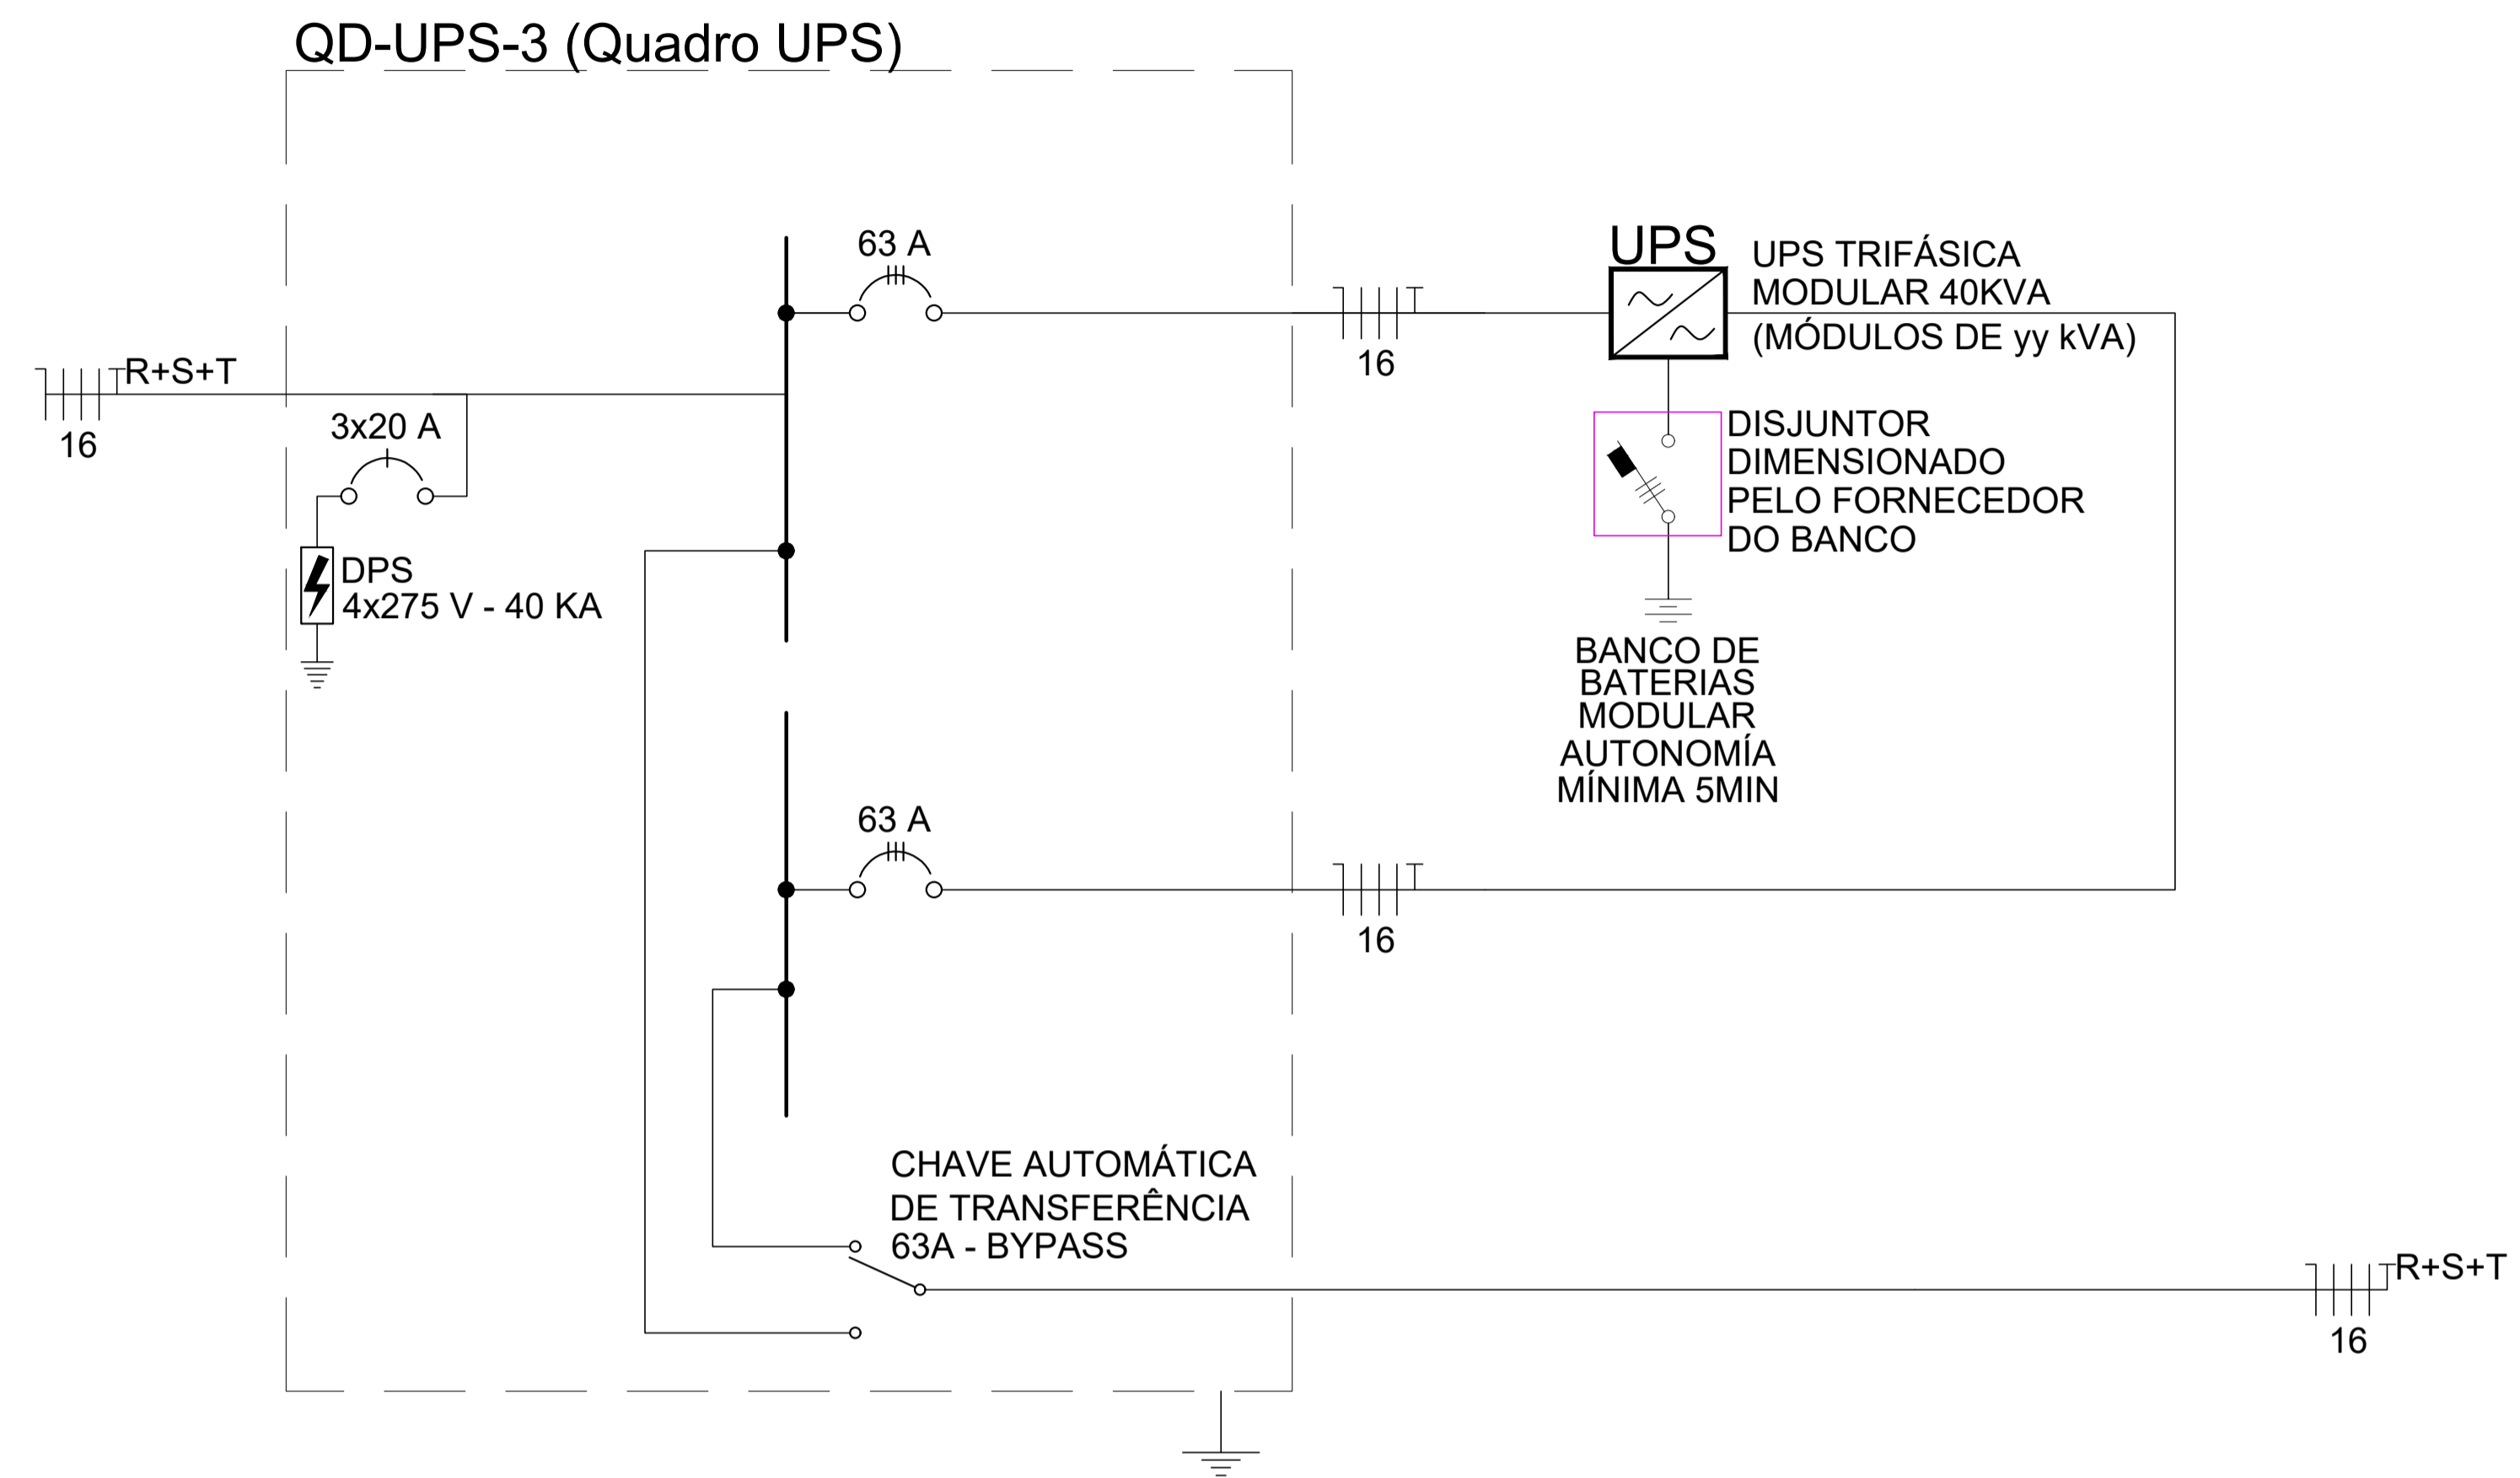 QD-UPS-3 (Quadro UPS)
63 A
UPS
UPS TRIFÁSICA
MODULAR 40KVA
(MÓDULOS DE yy kVA)
16
R+S+T
16
3x20 A
DPS
4x275 V - 40 KA
DISJUNTOR
DIMENSIONADO
PELO FORNECEDOR
DO BANCO
BANCO DE
BATERIAS
MODULAR
AUTONOMÍA
MÍNIMA 5MIN
63 A
16
CHAVE AUTOMÁTICA
DE TRANSFERÊNCIA
63A - BYPASS
R+S+T
16